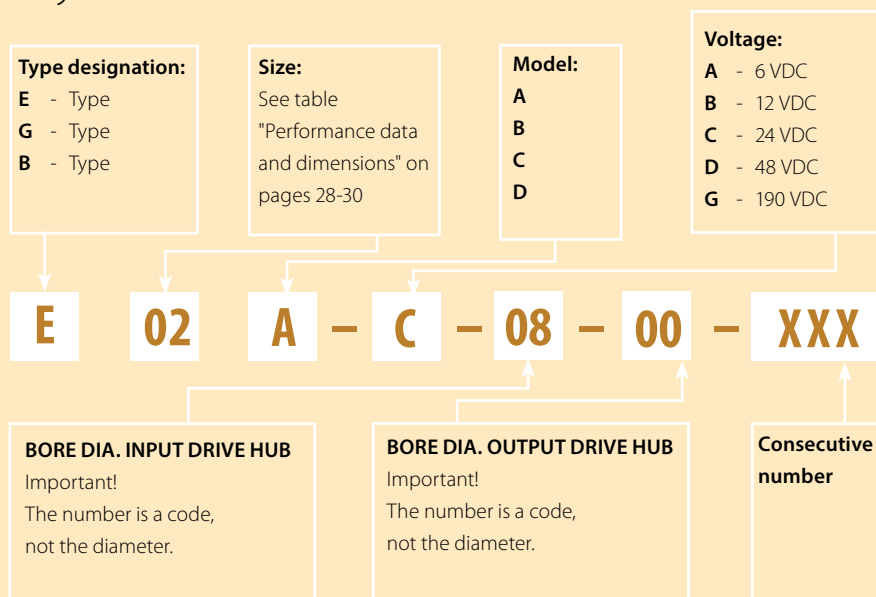 Type designation:
E - Type
G - Type
B - Type
Size:
See table
"Performance data
and dimensions" on
pages 28-30
Model:
A
B
C
D
Voltage:
A - 6 VDC
B - 12 VDC
C - 24 VDC
D - 48 VDC
G - 190 VDC
E 02 A – C – 08 – 00 – XXX
BORE DIA. INPUT DRIVE HUB
Important!
The number is a code,
not the diameter.
BORE DIA. OUTPUT DRIVE HUB
Important!
The number is a code,
not the diameter.
Consecutive
number